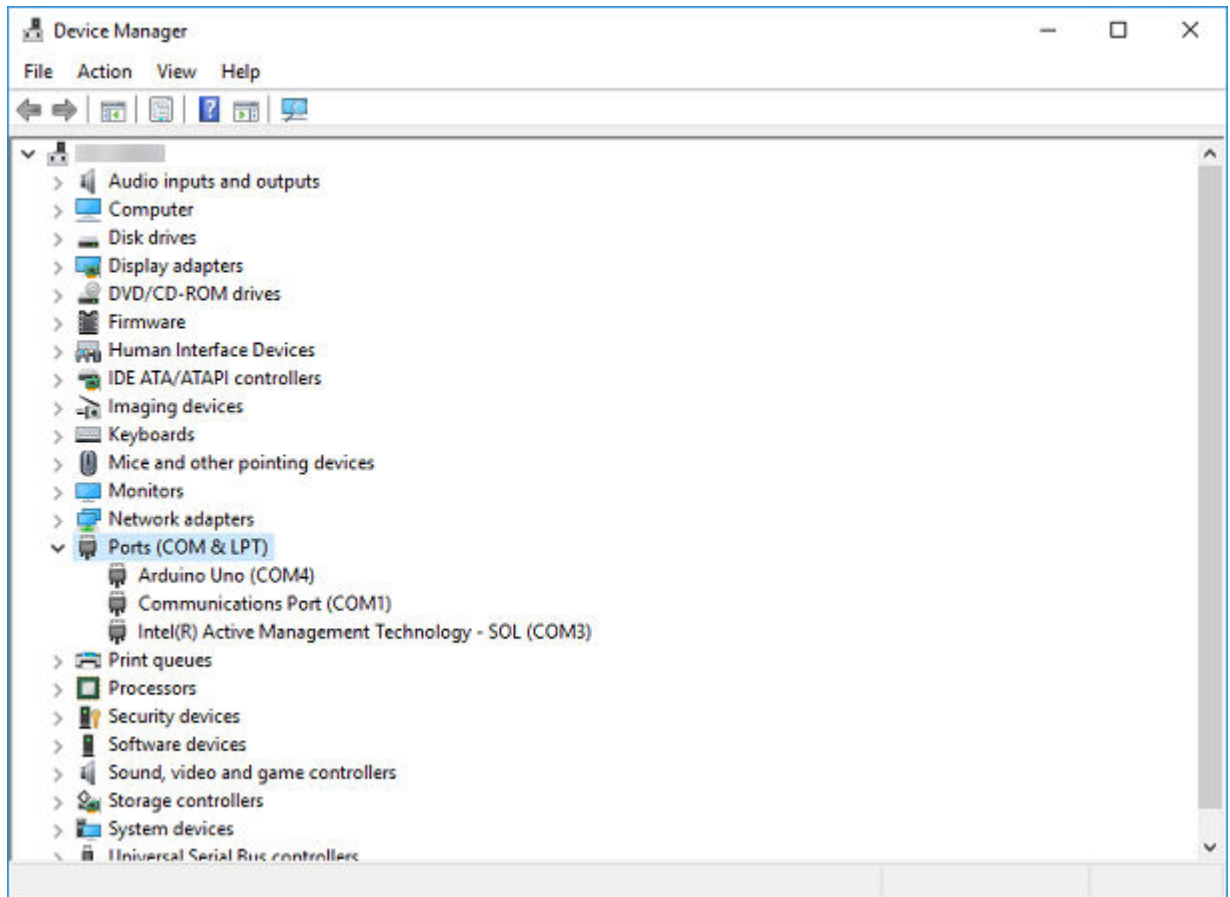 Device Manager
File Action View Help
Audio inputs and outputs
Computer
Disk drives
Display adapters
DVD/CD-ROM drives
Firmware
Human Interface Devices
IDE ATA/ATAPI controllers
Imaging devices
Keyboards
Mice and other pointing devices
Monitors
Network adapters
Ports (COM & LPT)
Arduino Uno (COM4)
Communications Port (COM1)
Intel(R) Active Management Technology - SOL (COM3)
Print queues
Processors
Security devices
Software devices
Sound, video and game controllers
Storage controllers
System devices
Universal Serial Bus controllers